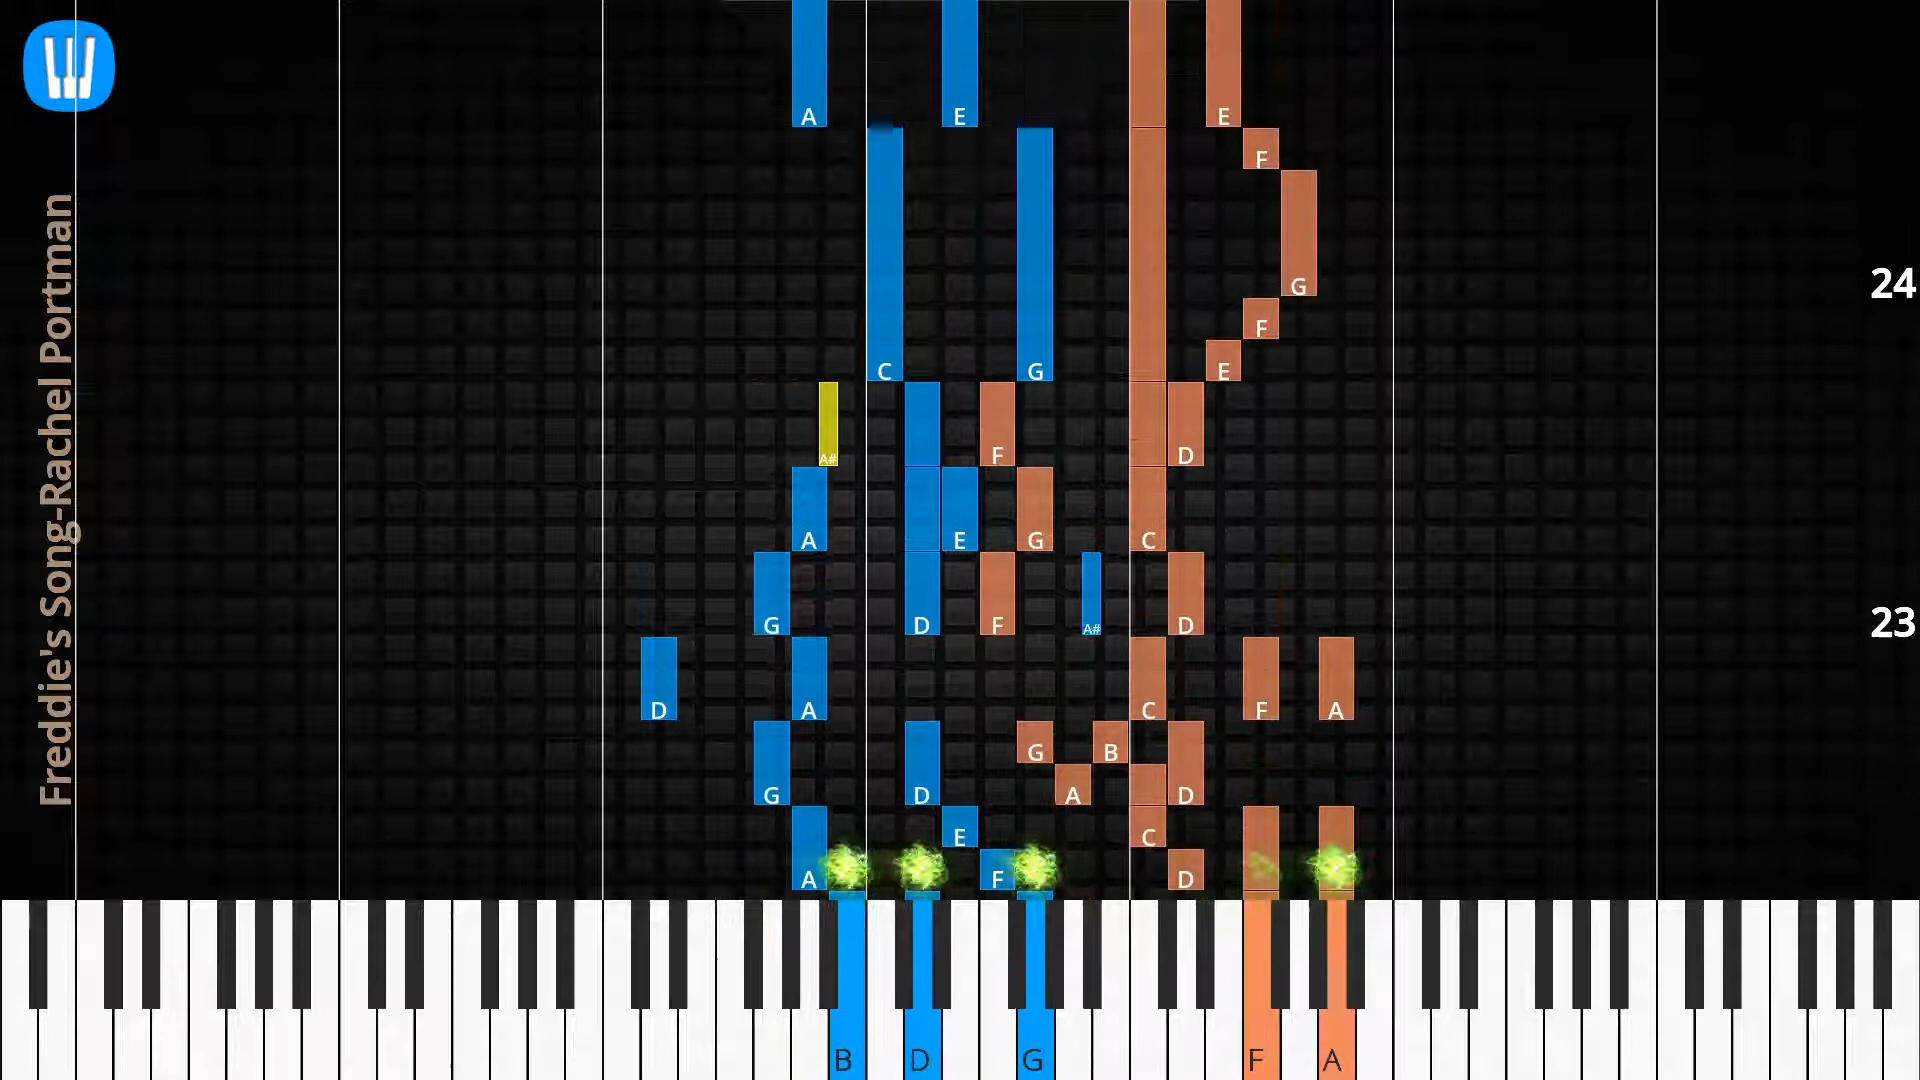 Freddie's Song-Rachel Portman
A E E
F
G
24
F
C G E
A# F D
A E G C
G D F A# D
23
D A C F A
G B
G D A D
E C
A F D
B D G F A